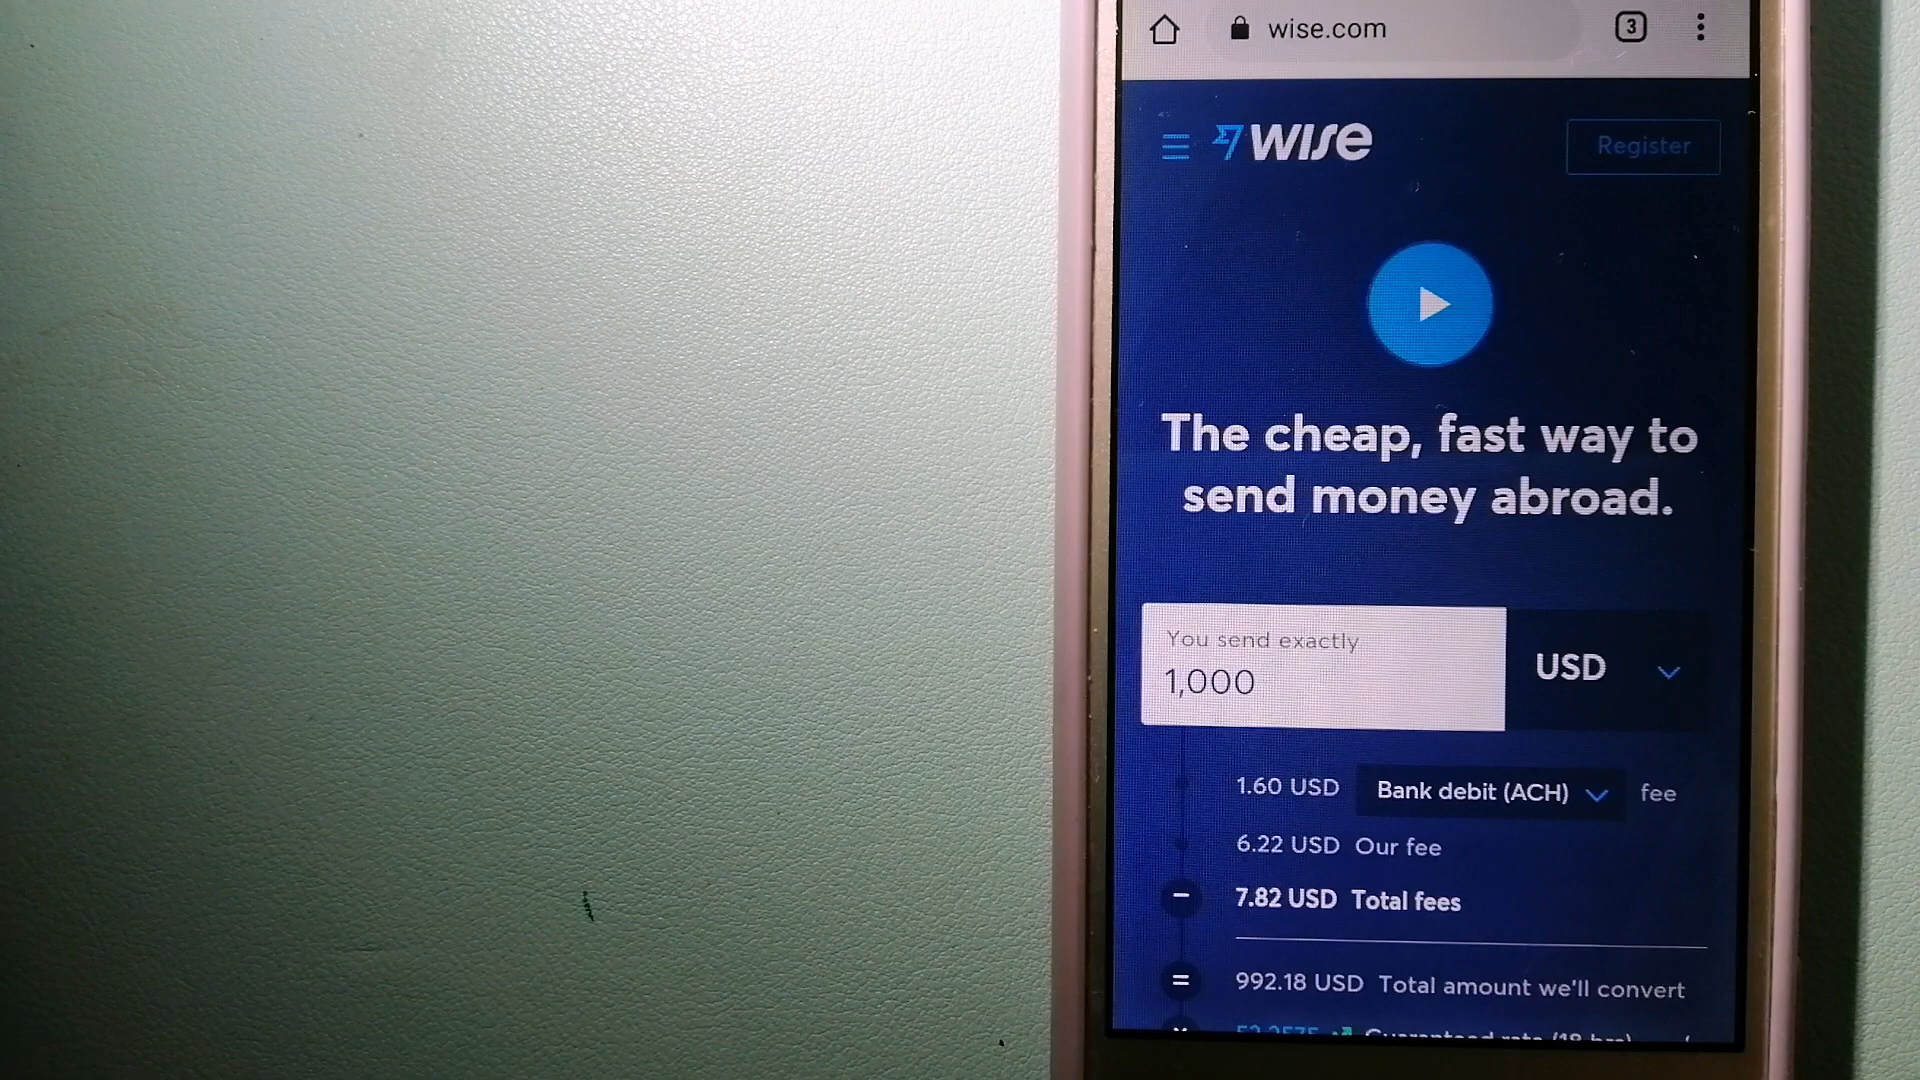 wise.com 3
wise Register
The cheap, fast way to
send money abroad.
You send exactly
1,000 USD
1.60 USD Bank debit (ACH) fee
6.22 USD Our fee
7.82 USD Total fees
992.18 USD Total amount we'll convert
Guaranteed rate